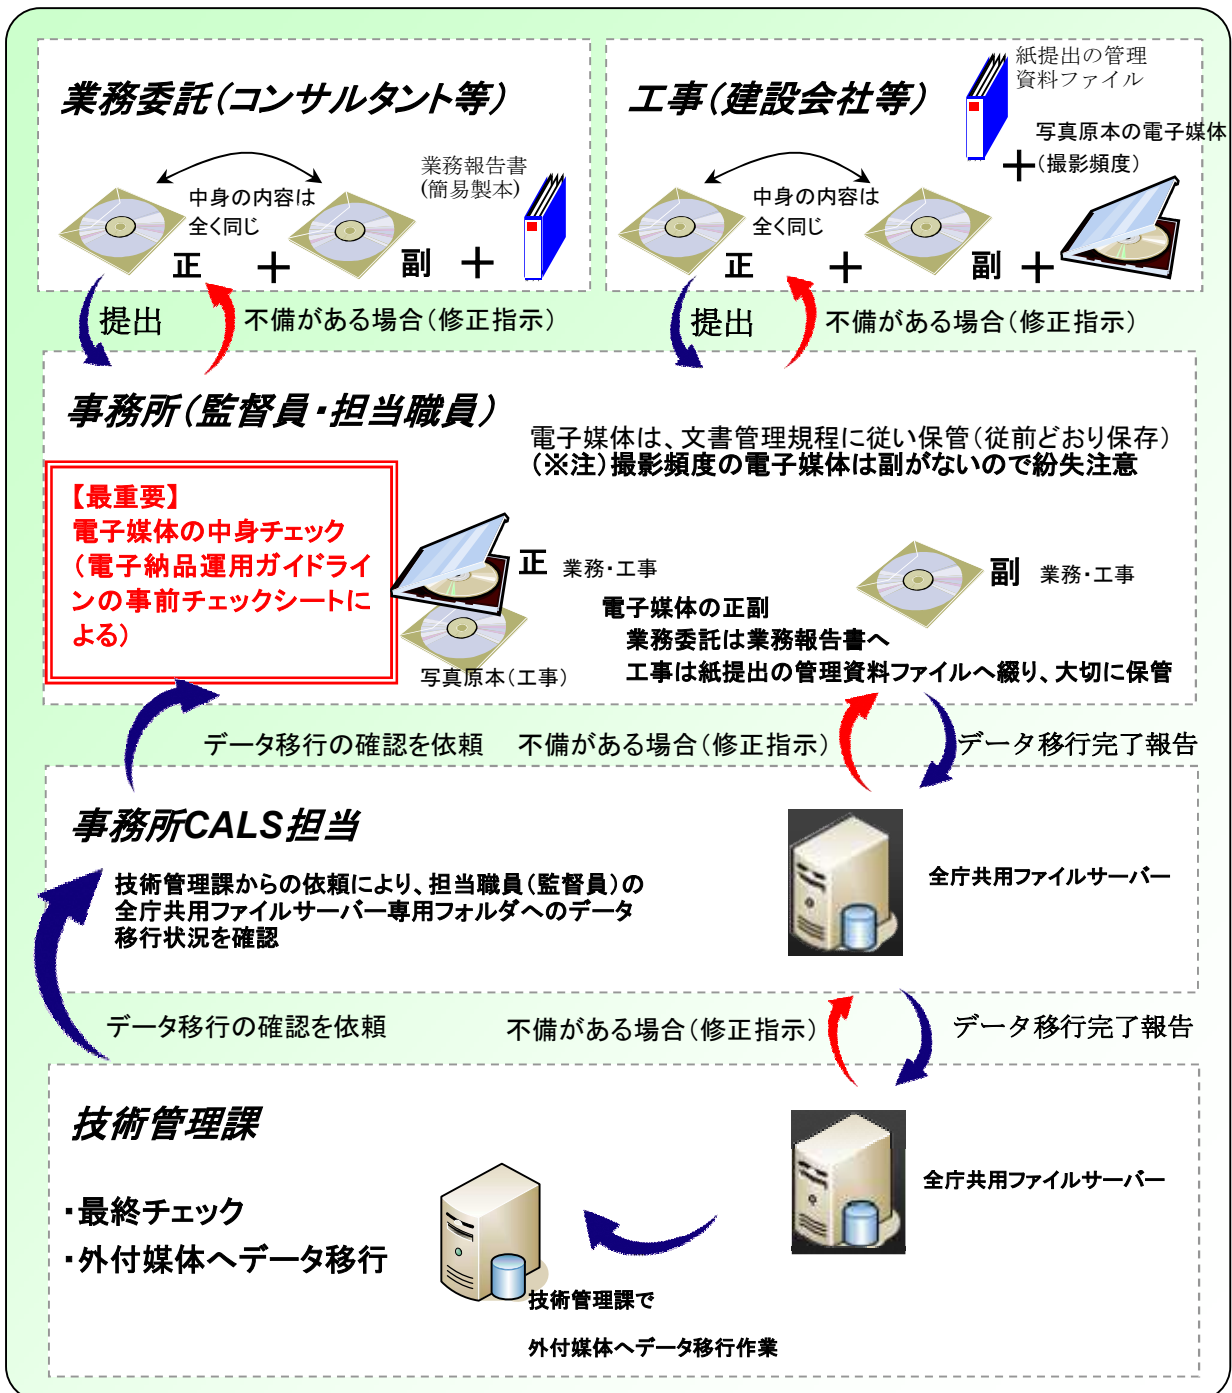 業務委託(コンサルタント等)
中身の内容は
全く同じ
業務報告書
(簡易製本)
正
+
副
+
工事(建設会社等)
紙提出の管理
資料ファイル
写真原本の電子媒体
(撮影頻度)
+
中身の内容は
全く同じ
正
+
副
+
提出
不備がある場合(修正指示)
提出
不備がある場合(修正指示)
事務所(監督員・担当職員)
電子媒体は、文書管理規程に従い保管(従前どおり保存)
(※注)撮影頻度の電子媒体は副がないので紛失注意
【最重要】
電子媒体の中身チェック
(電子納品運用ガイドライ
ンの事前チェックシートに
よる)
正 業務・工事
副 業務・工事
写真原本(工事)
電子媒体の正副
業務委託は業務報告書へ
工事は紙提出の管理資料ファイルへ綴り、大切に保管
データ移行の確認を依頼
不備がある場合(修正指示)
データ移行完了報告
事務所CALS担当
技術管理課からの依頼により、担当職員(監督員)の
全庁共用ファイルサーバー専用フォルダへのデータ
移行状況を確認
全庁共用ファイルサーバー
データ移行の確認を依頼
不備がある場合(修正指示)
データ移行完了報告
技術管理課
・最終チェック
・外付媒体へデータ移行
全庁共用ファイルサーバー
技術管理課で
外付媒体へデータ移行作業